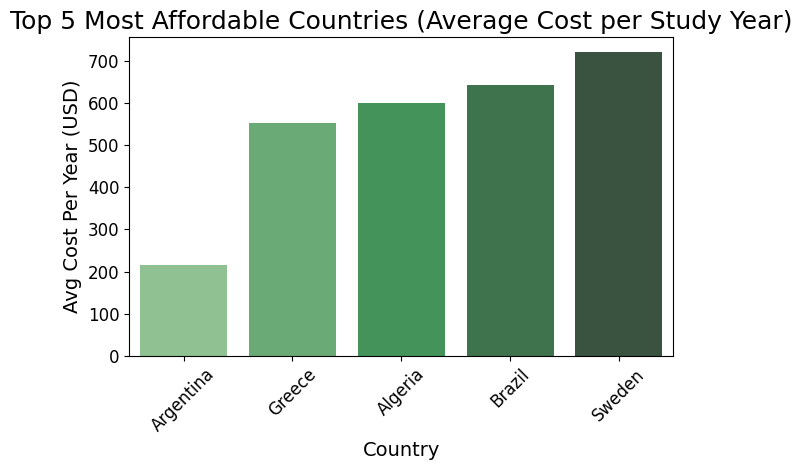 Top 5 Most Affordable Countries (Average Cost per Study Year)
Avg Cost Per Year (USD)
700
600
500
400
300
200
100
0
Argentina
Greece
Algeria
Brazil
Sweden
Country